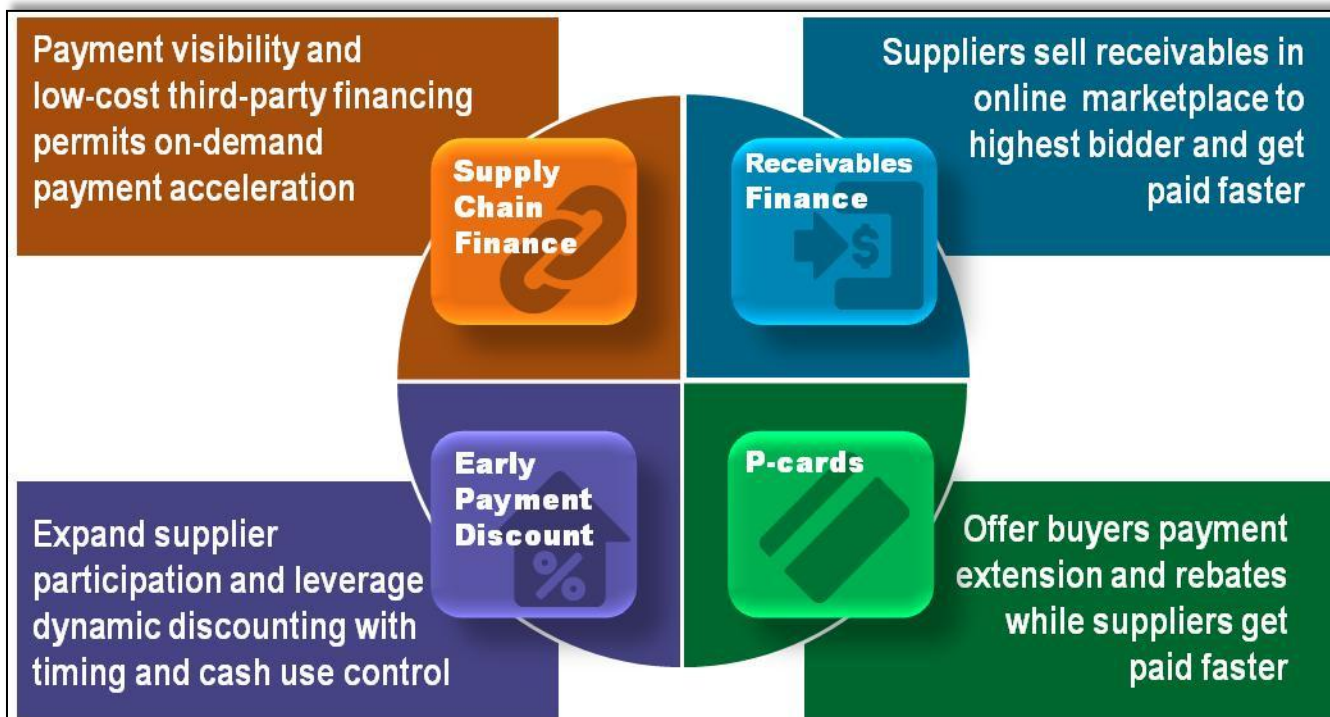 Payment visibility and
low-cost third-party financing
permits on-demand
payment acceleration
Supply
Chain
Finance
Suppliers sell receivables in
online marketplace to
highest bidder and get
paid faster
Receivables
Finance
$
Early
Payment
Discount
%
Expand supplier
participation and leverage
dynamic discounting with
timing and cash use control
P-cards
Offer buyers payment
extension and rebates
while suppliers get
paid faster